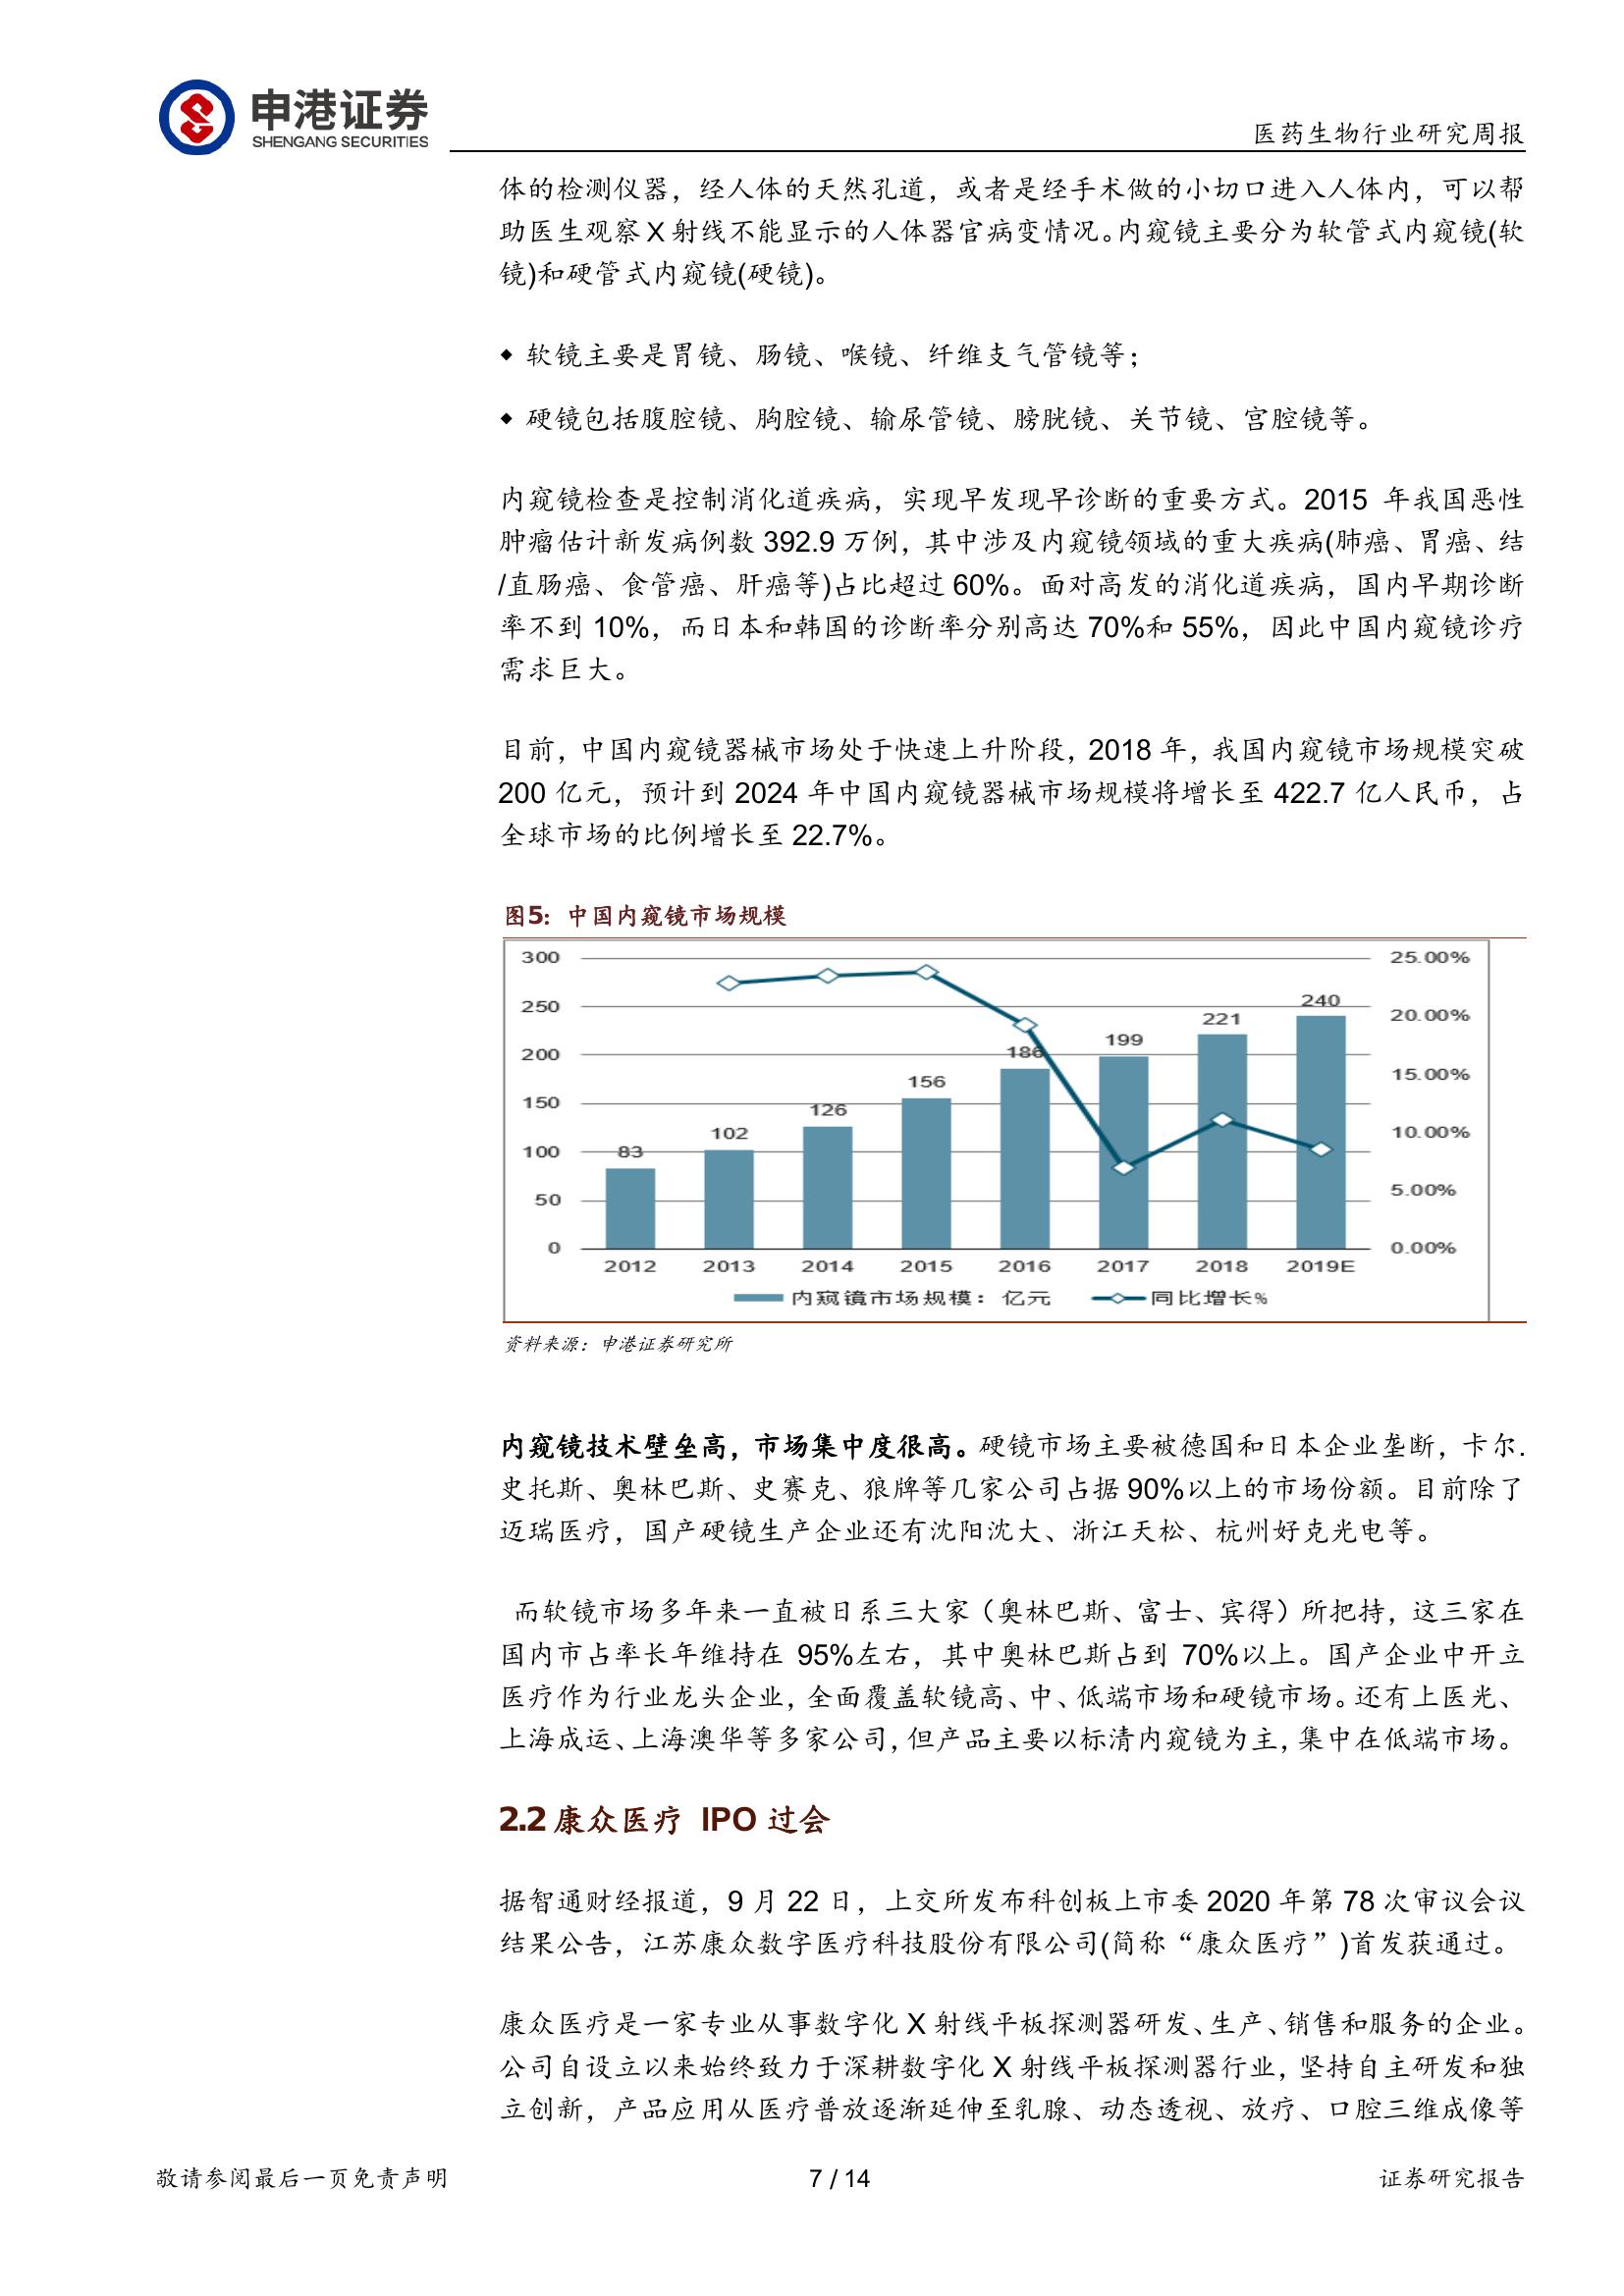 申港证券
SHENGANG SECURITIES
医药生物行业研究周报
体的检测仪器，经人体的天然孔道，或者是经手术做的小切口进入人体内，可以帮
助医生观察 X 射线不能显示的人体器官病变情况。内窥镜主要分为软管式内窥镜(软
镜)和硬管式内窥镜(硬镜)。
◆ 软镜主要是胃镜、肠镜、喉镜、纤维支气管镜等；
◆ 硬镜包括腹腔镜、胸腔镜、输尿管镜、膀胱镜、关节镜、宫腔镜等。
内窥镜检查是控制消化道疾病，实现早发现早诊断的重要方式。2015 年我国恶性
肿瘤估计新发病例数 392.9 万例，其中涉及内窥镜领域的重大疾病(肺癌、胃癌、结
/直肠癌、食管癌、肝癌等)占比超过 60%。面对高发的消化道疾病，国内早期诊断
率不到 10%，而日本和韩国的诊断率分别高达 70%和 55%，因此中国内窥镜诊疗
需求巨大。
目前，中国内窥镜器械市场处于快速上升阶段，2018 年，我国内窥镜市场规模突破
200 亿元，预计到 2024 年中国内窥镜器械市场规模将增长至 422.7 亿人民币，占
全球市场的比例增长至 22.7%。
图5：中国内窥镜市场规模
300 25.00%
250 240
20.00%
221
200 186 199
15.00%
156
150 126
102 10.00%
100 83
50 5.00%
0 0.00%
2012 2013 2014 2015 2016 2017 2018 2019E
内窥镜市场规模：亿元 同比增长%
资料来源：申港证券研究所
内窥镜技术壁垒高，市场集中度很高。硬镜市场主要被德国和日本企业垄断，卡尔.
史托斯、奥林巴斯、史赛克、狼牌等几家公司占据 90%以上的市场份额。目前除了
迈瑞医疗，国产硬镜生产企业还有沈阳沈大、浙江天松、杭州好克光电等。
而软镜市场多年来一直被日系三大家（奥林巴斯、富士、宾得）所把持，这三家在
国内市占率长年维持在 95%左右，其中奥林巴斯占到 70%以上。国产企业中开立
医疗作为行业龙头企业，全面覆盖软镜高、中、低端市场和硬镜市场。还有上医光、
上海成运、上海澳华等多家公司，但产品主要以标清内窥镜为主，集中在低端市场。
2.2 康众医疗 IPO 过会
据智通财经报道，9 月 22 日，上交所发布科创板上市委 2020 年第 78 次审议会议
结果公告，江苏康众数字医疗科技股份有限公司(简称“康众医疗”)首发获通过。
康众医疗是一家专业从事数字化 X 射线平板探测器研发、生产、销售和服务的企业。
公司自设立以来始终致力于深耕数字化 X 射线平板探测器行业，坚持自主研发和独
立创新，产品应用从医疗普放逐渐延伸至乳腺、动态透视、放疗、口腔三维成像等
敬请参阅最后一页免责声明 7 / 14 证券研究报告